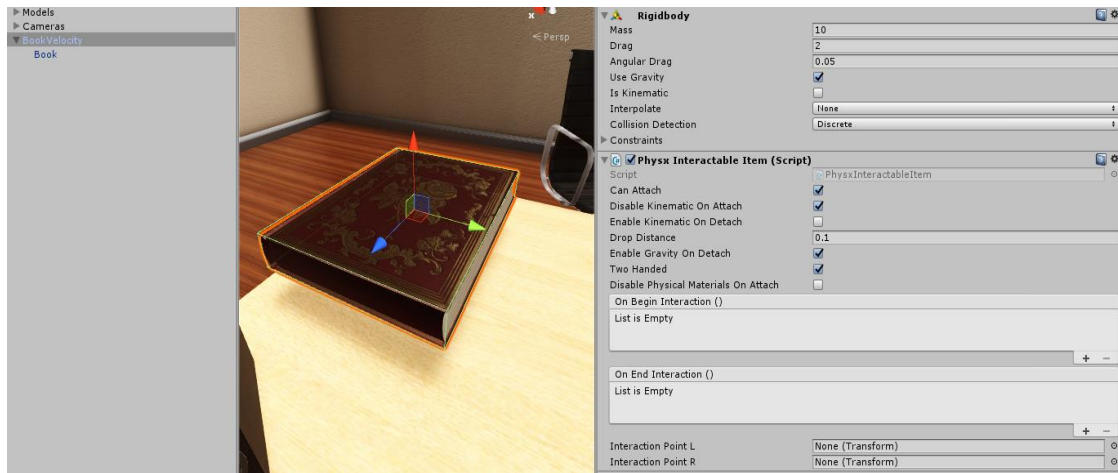 Models
Cameras
BookVelocity
Book
x
Persp
Rigidbody
Mass 10
Drag 2
Angular Drag 0.05
Use Gravity
Is Kinematic
Interpolate None
Collision Detection Discrete
Constraints
Physx Interactable Item (Script)
Script PhysxInteractableItem
Can Attach
Disable Kinematic On Attach
Enable Kinematic On Detach
Drop Distance 0.1
Enable Gravity On Detach
Two Handed
Disable Physical Materials On Attach
On Begin Interaction ()
List is Empty
+ −
On End Interaction ()
List is Empty
+ −
Interaction Point L None (Transform)
Interaction Point R None (Transform)